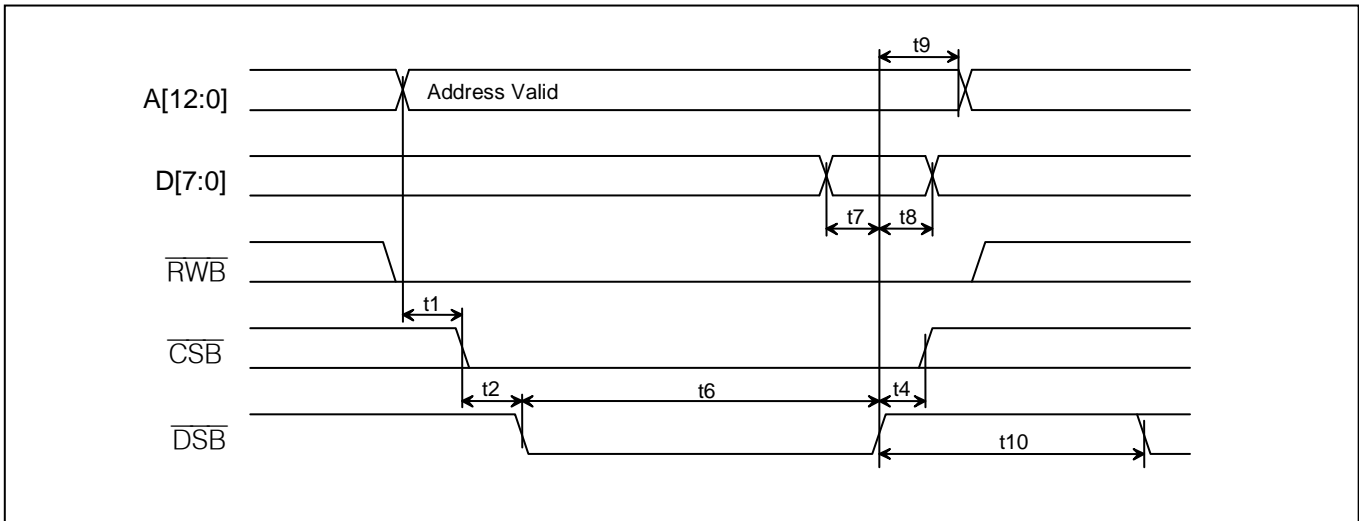 t9
A[12:0]
Address Valid
D[7:0]
t7
t8
RWB
t1
CSB
t2
t6
t4
DSB
t10